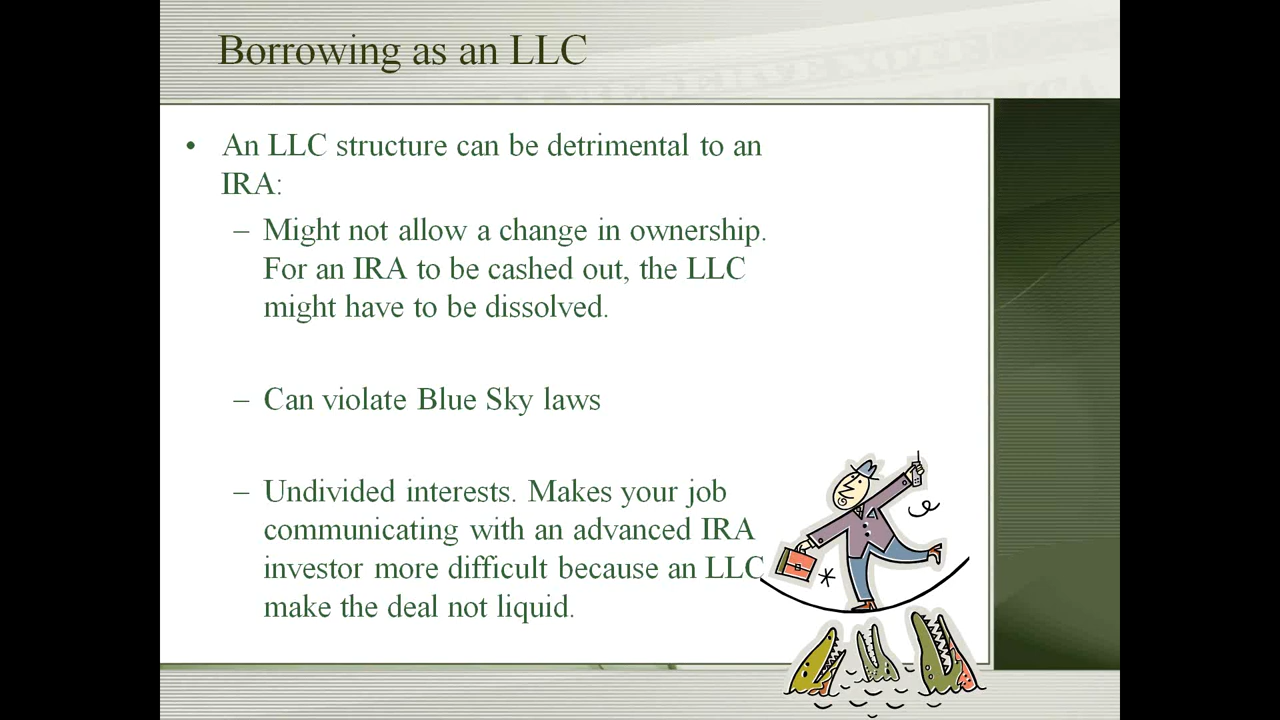 Borrowing as an LLC
• An LLC structure can be detrimental to an
IRA:
– Might not allow a change in ownership.
For an IRA to be cashed out, the LLC
might have to be dissolved.
– Can violate Blue Sky laws
– Undivided interests. Makes your job
communicating with an advanced IRA
investor more difficult because an LLC
make the deal not liquid.